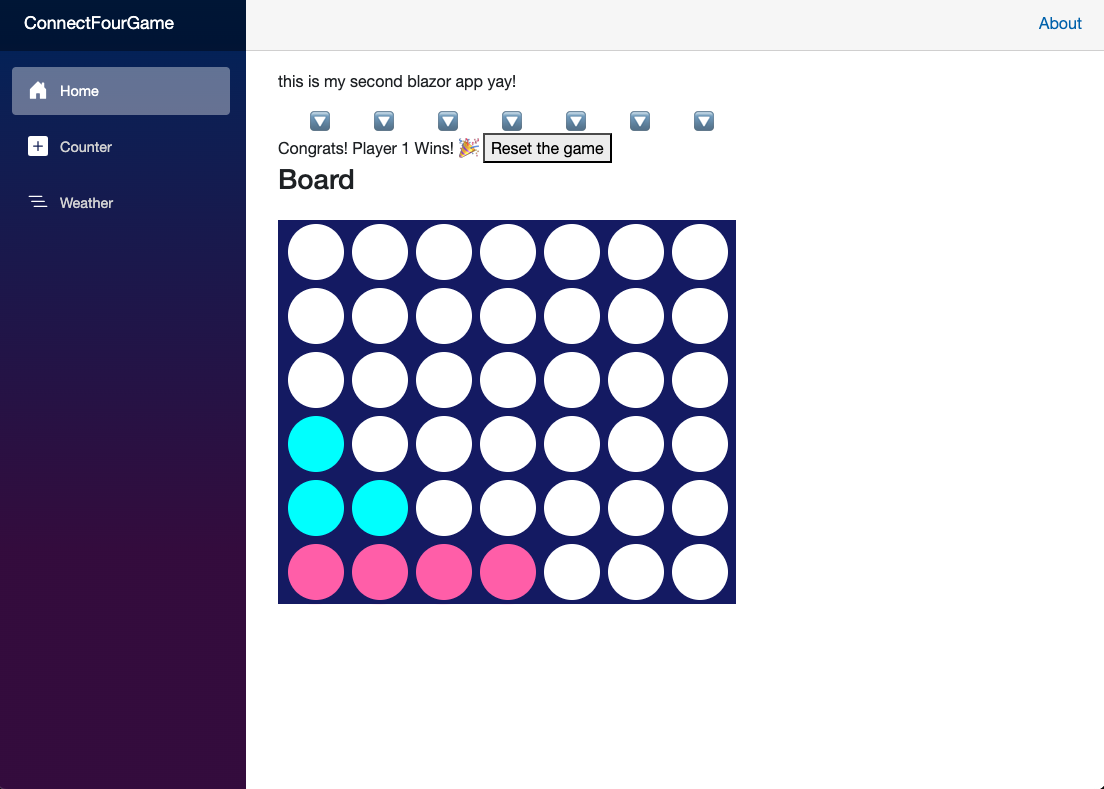 ConnectFourGame
About
Home
Counter
Weather
this is my second blazor app yay!
🔽 🔽 🔽 🔽 🔽 🔽 🔽
Congrats! Player 1 Wins! 🎉 Reset the game
Board